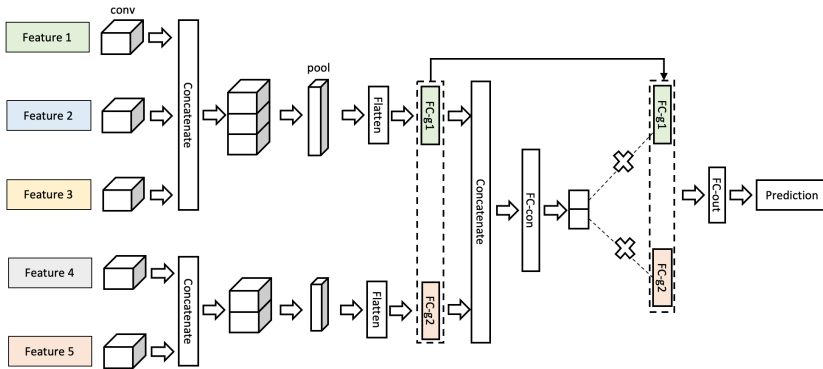 conv
Feature 1
Feature 2
Feature 3
Feature 4
Feature 5
Concatenate
Concatenate
pool
Flatten
Flatten
FC-g1
FC-g2
Concatenate
FC-con
FC-g1
FC-g2
FC-out
Prediction